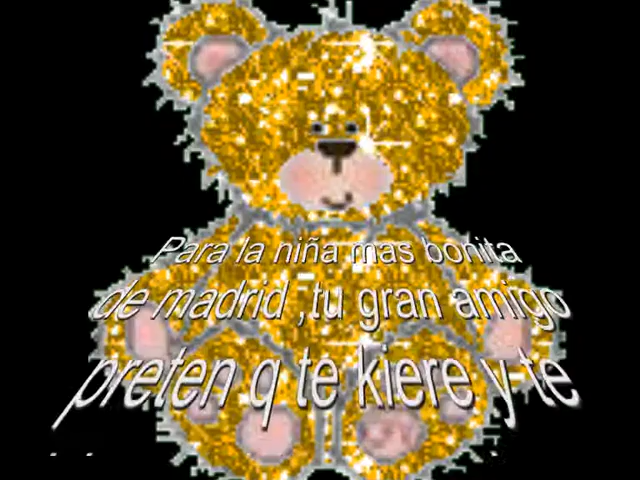 Para la niña mas bonita
de madrid ,tu gran amigo
preten q te kiere y te